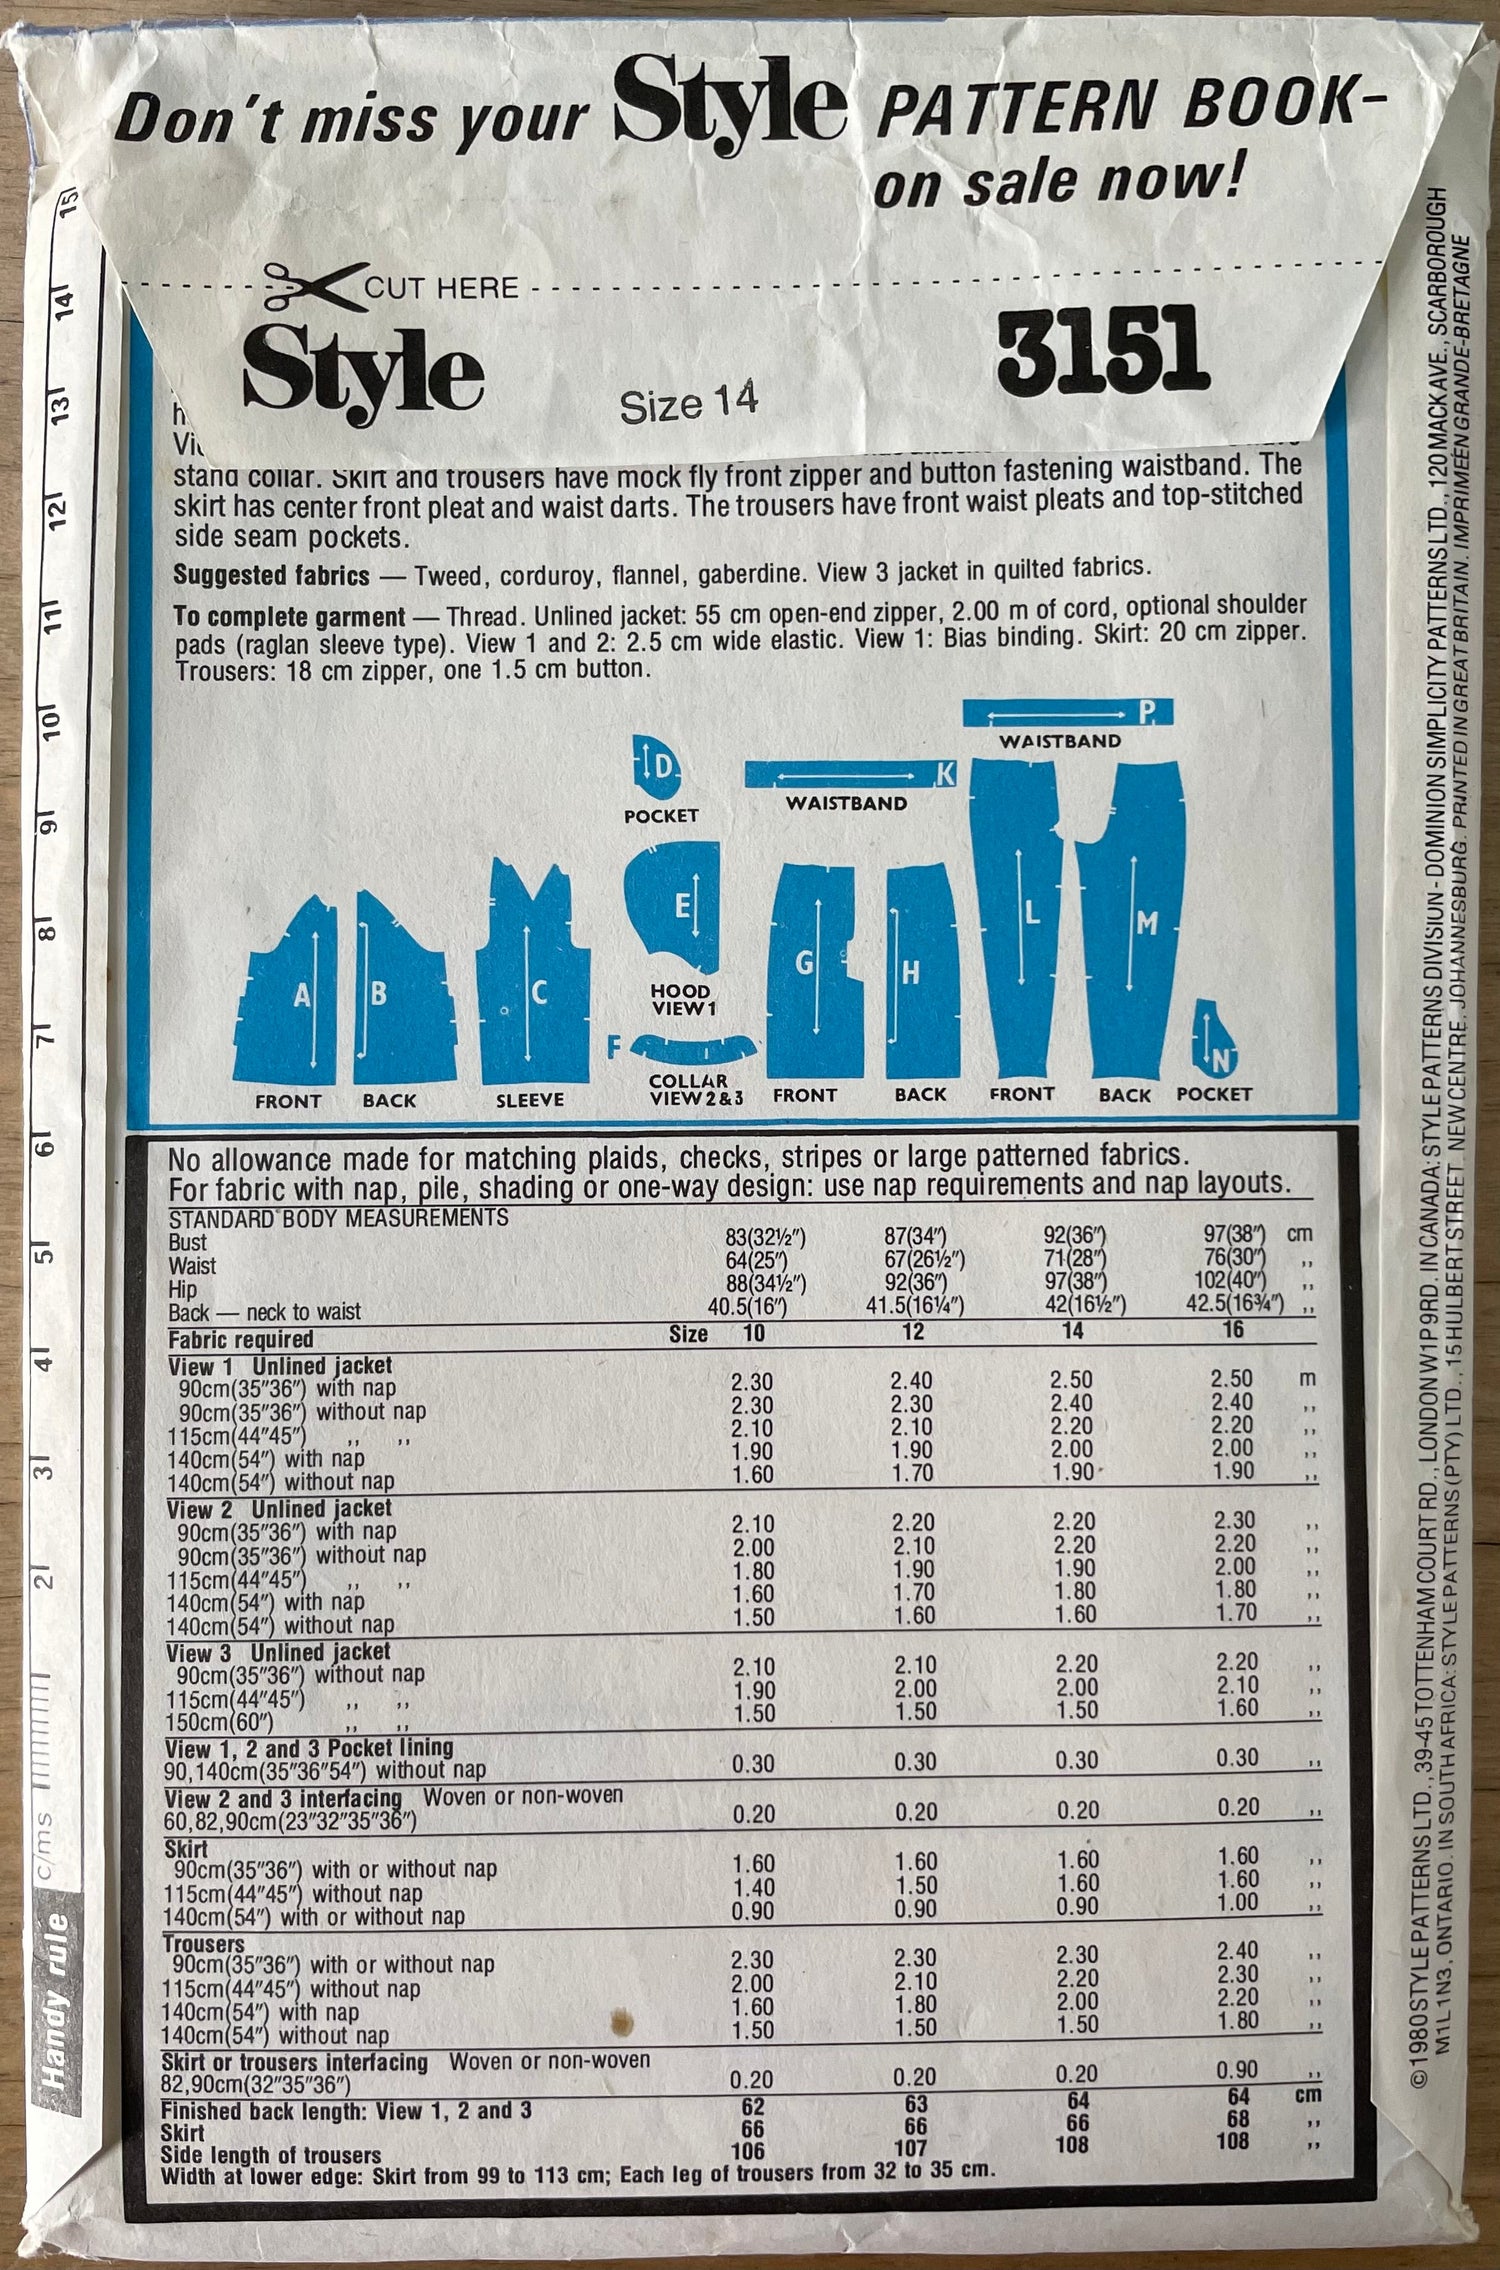 Don't miss your Style PATTERN BOOK-
on sale now!
CUT HERE
Style
Size 14
3151
stand collar. Skirt and trousers have mock fly front zipper and button fastening waistband. The
skirt has center front pleat and waist darts. The trousers have front waist pleats and top-stitched
side seam pockets.
Suggested fabrics — Tweed, corduroy, flannel, gaberdine. View 3 jacket in quilted fabrics.
To complete garment — Thread. Unlined jacket: 55 cm open-end zipper, 2.00 m of cord, optional shoulder
pads (raglan sleeve type). View 1 and 2: 2.5 cm wide elastic. View 1: Bias binding. Skirt: 20 cm zipper.
Trousers: 18 cm zipper, one 1.5 cm button.
P
WAISTBAND
D
POCKET
K
WAISTBAND
A
FRONT
B
BACK
C
SLEEVE
E
HOOD
VIEW 1
F
COLLAR
VIEW 2 & 3
G
FRONT
H
BACK
L
FRONT
M
BACK
N
POCKET
No allowance made for matching plaids, checks, stripes or large patterned fabrics.
For fabric with nap, pile, shading or one-way design: use nap requirements and nap layouts.
STANDARD BODY MEASUREMENTS
Bust 83(32½") 87(34") 92(36") 97(38") cm
Waist 64(25") 67(26½") 71(28") 76(30") ,,
Hip 88(34½") 92(36") 97(38") 102(40") ,,
Back — neck to waist 40.5(16") 41.5(16¼") 42(16½") 42.5(16¾") ,,
Fabric required Size 10 12 14 16
View 1 Unlined jacket
90cm(35"36") with nap 2.30 2.40 2.50 2.50 m
90cm(35"36") without nap 2.30 2.30 2.40 2.40 ,,
115cm(44"45") ,, ,, 2.10 2.10 2.20 2.20 ,,
140cm(54") with nap 1.90 1.90 2.00 2.00 ,,
140cm(54") without nap 1.60 1.70 1.90 1.90 ,,
View 2 Unlined jacket
90cm(35"36") with nap 2.10 2.20 2.20 2.30 ,,
90cm(35"36") without nap 2.00 2.10 2.20 2.20 ,,
115cm(44"45") ,, ,, 1.80 1.90 1.90 2.00 ,,
140cm(54") with nap 1.60 1.70 1.80 1.80 ,,
140cm(54") without nap 1.50 1.60 1.60 1.70 ,,
View 3 Unlined jacket
90cm(35"36") without nap 2.10 2.10 2.20 2.20 ,,
115cm(44"45") ,, ,, 1.90 2.00 2.00 2.10 ,,
150cm(60") ,, ,, 1.50 1.50 1.50 1.60 ,,
View 1, 2 and 3 Pocket lining
90,140cm(35"36"54") without nap 0.30 0.30 0.30 0.30 ,,
View 2 and 3 interfacing Woven or non-woven
60,82,90cm(23"32"35"36") 0.20 0.20 0.20 0.20 ,,
Skirt
90cm(35"36") with or without nap 1.60 1.60 1.60 1.60 ,,
115cm(44"45") without nap 1.40 1.50 1.60 1.60 ,,
140cm(54") with or without nap 0.90 0.90 0.90 1.00 ,,
Trousers
90cm(35"36") with or without nap 2.30 2.30 2.30 2.40 ,,
115cm(44"45") without nap 2.00 2.10 2.20 2.30 ,,
140cm(54") with nap 1.60 1.80 2.00 2.20 ,,
140cm(54") without nap 1.50 1.50 1.50 1.80 ,,
Skirt or trousers interfacing Woven or non-woven
82,90cm(32"35"36") 0.20 0.20 0.20 0.90 ,,
Finished back length: View 1, 2 and 3 62 63 64 64 cm
Skirt 66 66 66 68 ,,
Side length of trousers 106 107 108 108 ,,
Width at lower edge: Skirt from 99 to 113 cm; Each leg of trousers from 32 to 35 cm.
Handy rule c/ms 2 3 4 5 6 7 8 9 10 11 12 13 14 15
© 1980 STYLE PATTERNS LTD., 39-45 TOTTENHAM COURT RD., LONDON W1P 9RD. IN CANADA: STYLE PATTERNS DIVISION - DOMINION SIMPLICITY PATTERNS LTD., 120 MACK AVE., SCARBOROUGH
M1L 1N3, ONTARIO. IN SOUTH AFRICA: STYLE PATTERNS (PTY) LTD., 15 HULBERT STREET, NEW CENTRE, JOHANNESBURG. PRINTED IN GREAT BRITAIN. IMPRIMÉ EN GRANDE-BRETAGNE